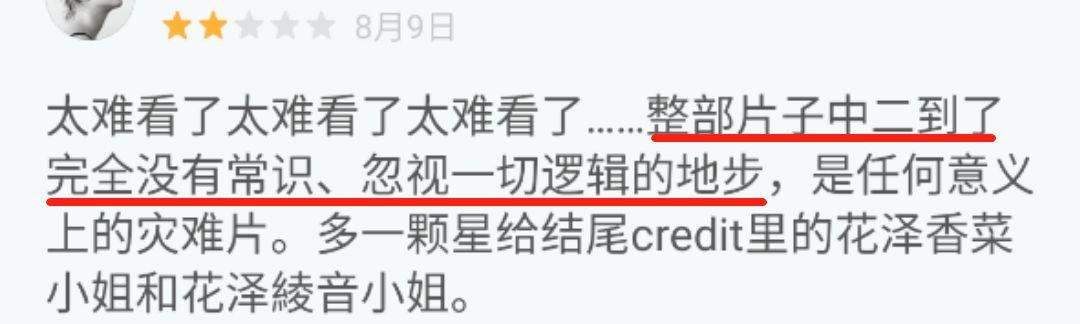 8月9日
太难看了太难看了太难看了……整部片子中二到了
完全没有常识、忽视一切逻辑的地步，是任何意义
上的灾难片。多一颗星给结尾credit里的花泽香菜
小姐和花泽綾音小姐。